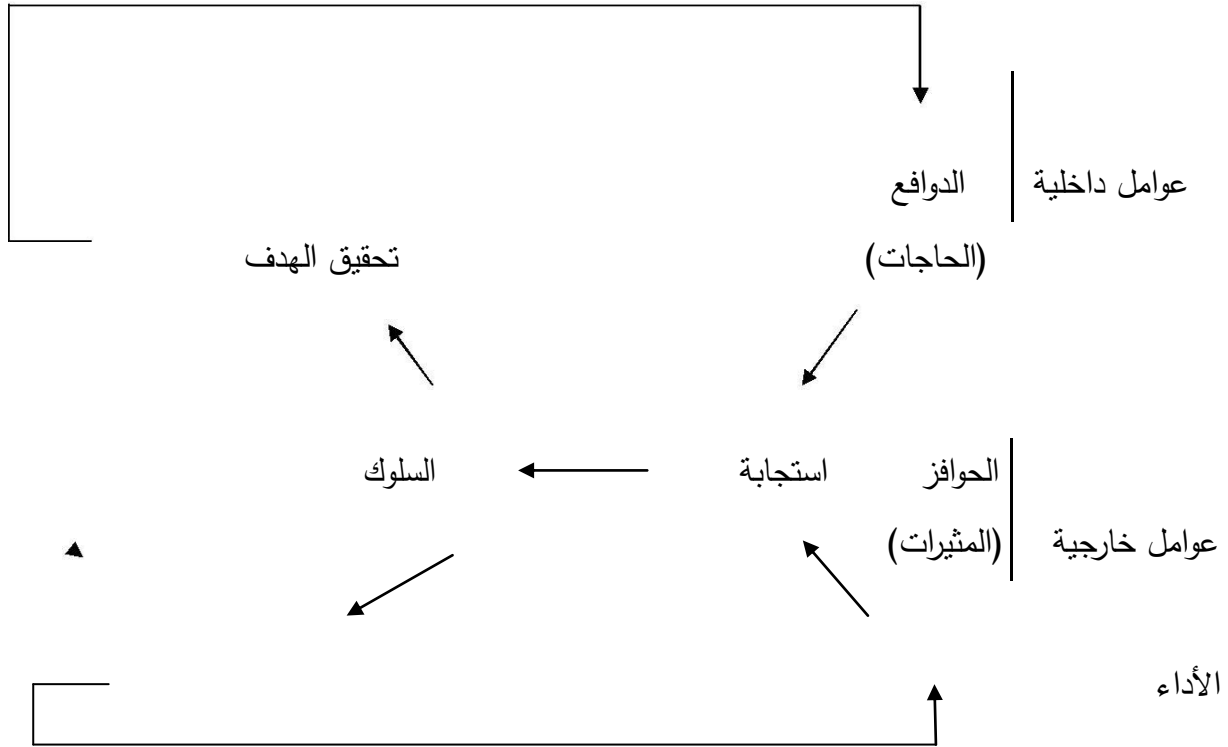 عوامل داخلية الدوافع
(الحاجات) تحقيق الهدف
الحوافز استجابة السلوك
عوامل خارجية (المثيرات)
الأداء